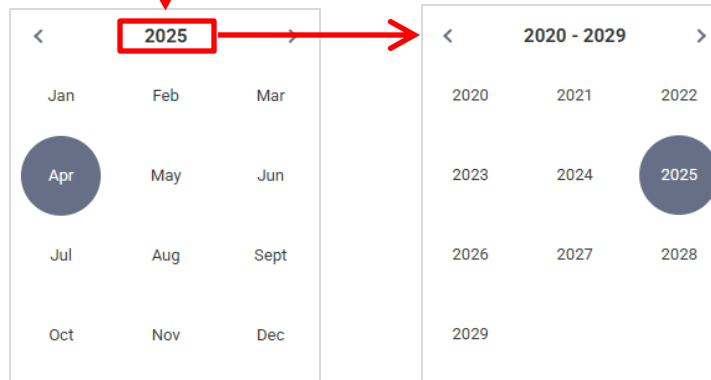 2025
Jan Feb Mar
Apr May Jun
Jul Aug Sept
Oct Nov Dec
2020 - 2029
2020 2021 2022
2023 2024 2025
2026 2027 2028
2029